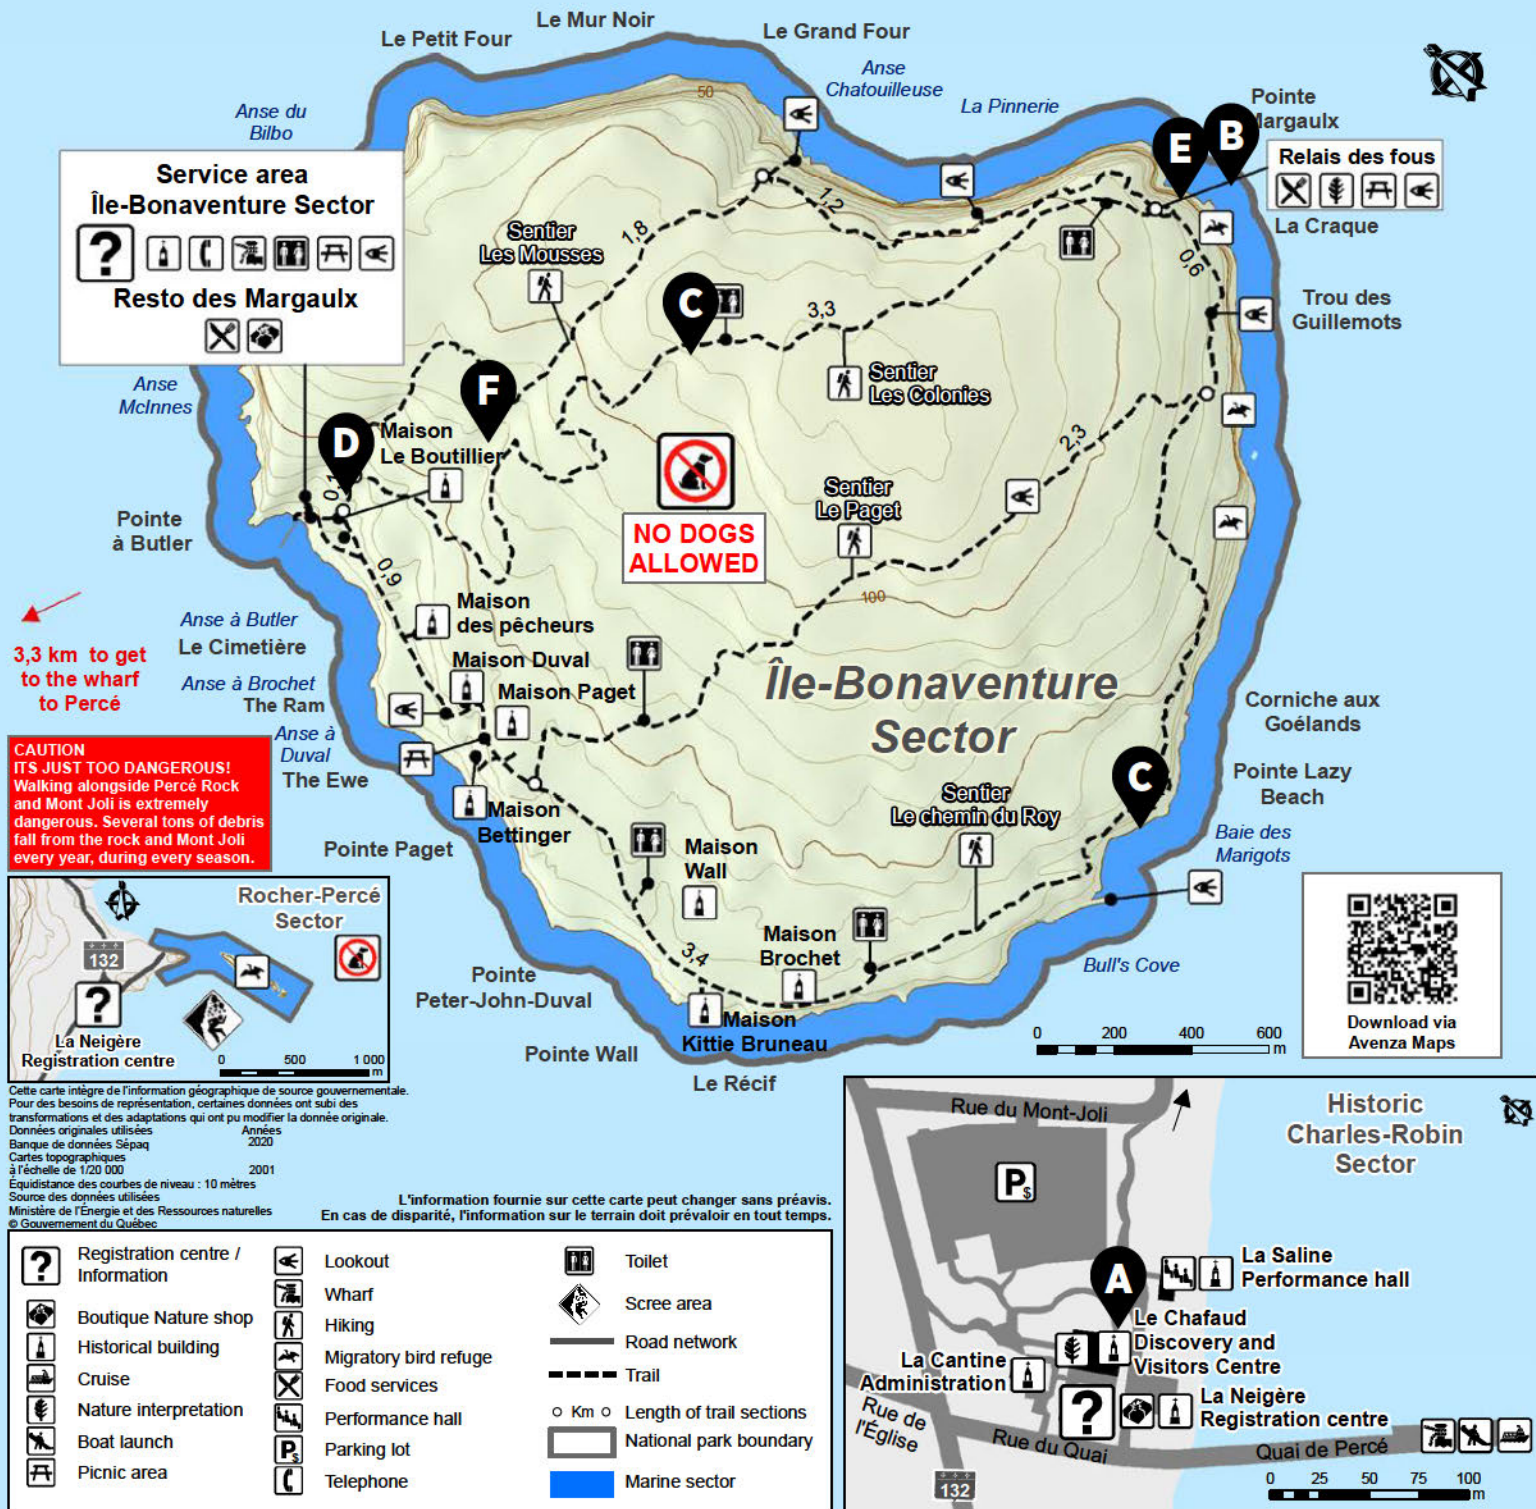 Le Petit Four
Le Mur Noir
Le Grand Four
Anse
Chatouilleuse
La Pinnerie
Pointe
Margaulx
Anse du
Bilbo
50
E
B
Relais des fous
La Craque
Service area
Île-Bonaventure Sector
?
Resto des Margaulx
Sentier
Les Mousses
1,8
1,2
0,6
Trou des
Guillemots
C
3,3
Sentier
Les Colonies
Anse
McInnes
F
D
Maison
Le Boutillier
2,3
NO DOGS
ALLOWED
Sentier
Le Paget
Pointe
à Butler
0,9
100
3,3 km to get
to the wharf
to Percé
Anse à Butler
Le Cimetière
Anse à Brochet
The Ram
Anse à
Duval
The Ewe
Maison
des pêcheurs
Maison Duval
Maison Paget
Île-Bonaventure
Sector
Corniche aux
Goélands
Pointe Lazy
Beach
Baie des
Marigots
C
CAUTION
ITS JUST TOO DANGEROUS!
Walking alongside Percé Rock
and Mont Joli is extremely
dangerous. Several tons of debris
fall from the rock and Mont Joli
every year, during every season.
Maison
Bettinger
Pointe Paget
Sentier
Le chemin du Roy
Maison
Wall
Maison
Brochet
3,4
Bull's Cove
Pointe
Peter-John-Duval
Maison
Kittie Bruneau
Pointe Wall
Le Récif
0 200 400 600
m
Download via
Avenza Maps
Rocher-Percé
Sector
132
?
La Neigère
Registration centre
0 500 1 000
m
Cette carte intègre de l'information géographique de source gouvernementale.
Pour des besoins de représentation, certaines données ont subi des
transformations et des adaptations qui ont pu modifier la donnée originale.
Données originales utilisées Années
Banque de données Sépaq 2020
Cartes topographiques
à l'échelle de 1/20 000 2001
Équidistance des courbes de niveau : 10 mètres
Source des données utilisées
Ministère de l'Énergie et des Ressources naturelles
© Gouvernement du Québec
L'information fournie sur cette carte peut changer sans préavis.
En cas de disparité, l'information sur le terrain doit prévaloir en tout temps.
?
Registration centre /
Information
Boutique Nature shop
Historical building
Cruise
Nature interpretation
Boat launch
Picnic area
Lookout
Wharf
Hiking
Migratory bird refuge
Food services
Performance hall
P$ Parking lot
Telephone
Toilet
Scree area
Road network
Trail
Km Length of trail sections
National park boundary
Marine sector
Historic
Charles-Robin
Sector
Rue du Mont-Joli
P$
A
La Saline
Performance hall
Le Chafaud
Discovery and
Visitors Centre
La Cantine
Administration
?
La Neigère
Registration centre
Rue de
l'Église
Rue du Quai
Quai de Percé
132
0 25 50 75 100
m